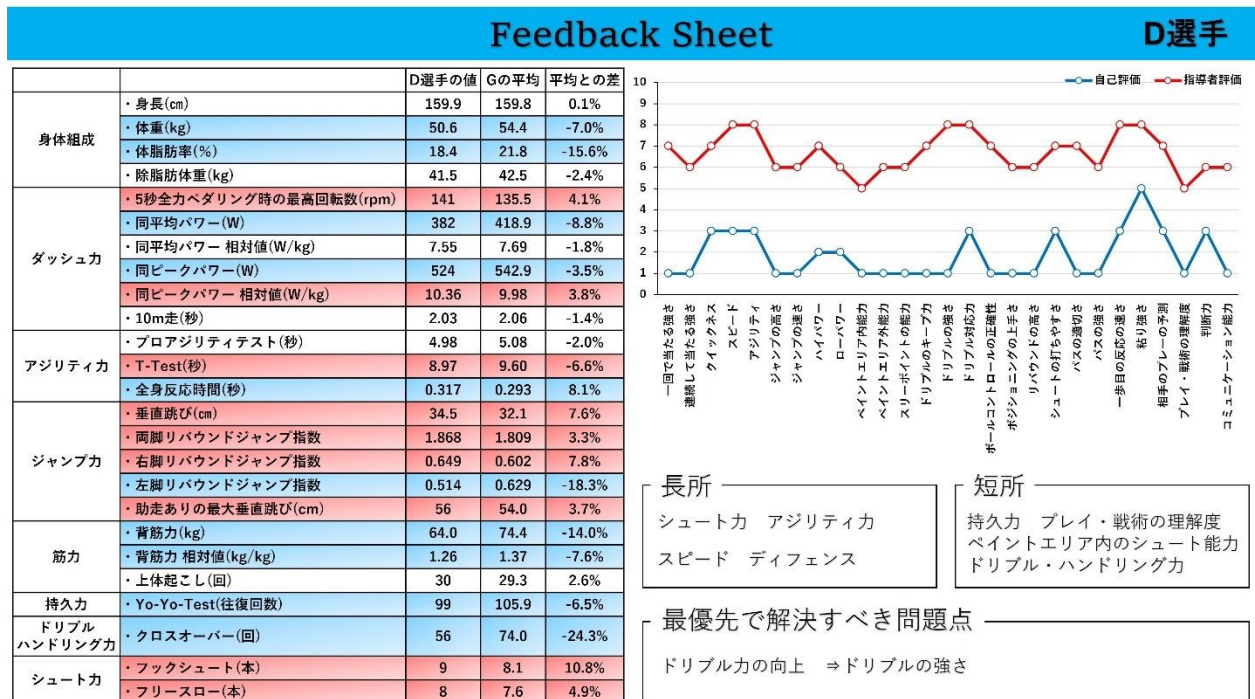 Feedback Sheet
D選手
D選手の値 Gの平均 平均との差
身体組成
・身長(㎝) 159.9 159.8 0.1%
・体重(kg) 50.6 54.4 -7.0%
・体脂肪率(%) 18.4 21.8 -15.6%
・除脂肪体重(kg) 41.5 42.5 -2.4%
ダッシュ力
・5秒全力ペダリング時の最高回転数(rpm) 141 135.5 4.1%
・同平均パワー(W) 382 418.9 -8.8%
・同平均パワー 相対値(W/kg) 7.55 7.69 -1.8%
・同ピークパワー(W) 524 542.9 -3.5%
・同ピークパワー 相対値(W/kg) 10.36 9.98 3.8%
・10m走(秒) 2.03 2.06 -1.4%
アジリティ力
・プロアジリティテスト(秒) 4.98 5.08 -2.0%
・T-Test(秒) 8.97 9.60 -6.6%
・全身反応時間(秒) 0.317 0.293 8.1%
ジャンプ力
・垂直跳び(㎝) 34.5 32.1 7.6%
・両脚リバウンドジャンプ指数 1.868 1.809 3.3%
・右脚リバウンドジャンプ指数 0.649 0.602 7.8%
・左脚リバウンドジャンプ指数 0.514 0.629 -18.3%
・助走ありの最大垂直跳び(cm) 56 54.0 3.7%
筋力
・背筋力(kg) 64.0 74.4 -14.0%
・背筋力 相対値(kg/kg) 1.26 1.37 -7.6%
・上体起こし(回) 30 29.3 2.6%
持久力
・Yo-Yo-Test(往復回数) 99 105.9 -6.5%
ドリブル
ハンドリング力
・クロスオーバー(回) 56 74.0 -24.3%
シュート力
・フックシュート(本) 9 8.1 10.8%
・フリースロー(本) 8 7.6 4.9%
自己評価 指導者評価
10
9
8
7
6
5
4
3
2
1
0
一回で当たる強さ
連続して当たる強さ
クイックネス
スピード
アジリティ
ジャンプの高さ
ジャンプの速さ
ハイパワー
ローパワー
ペイントエリア内能力
ペイントエリア外能力
スリーポイントの能力
ドリブルのキープ力
ドリブルの強さ
ドリブル対応力
ボールコントロールの正確性
ポジショニングの上手さ
リバウンドの高さ
シュートの打ちやすさ
パスの適切さ
パスの強さ
一歩目の反応の速さ
粘り強さ
相手のプレーの予測
プレイ・戦術の理解度
判断力
コミュニケーション能力
長所
シュート力 アジリティ力
スピード ディフェンス
短所
持久力 プレイ・戦術の理解度
ペイントエリア内のシュート能力
ドリブル・ハンドリング力
最優先で解決すべき問題点
ドリブル力の向上 ⇒ドリブルの強さ